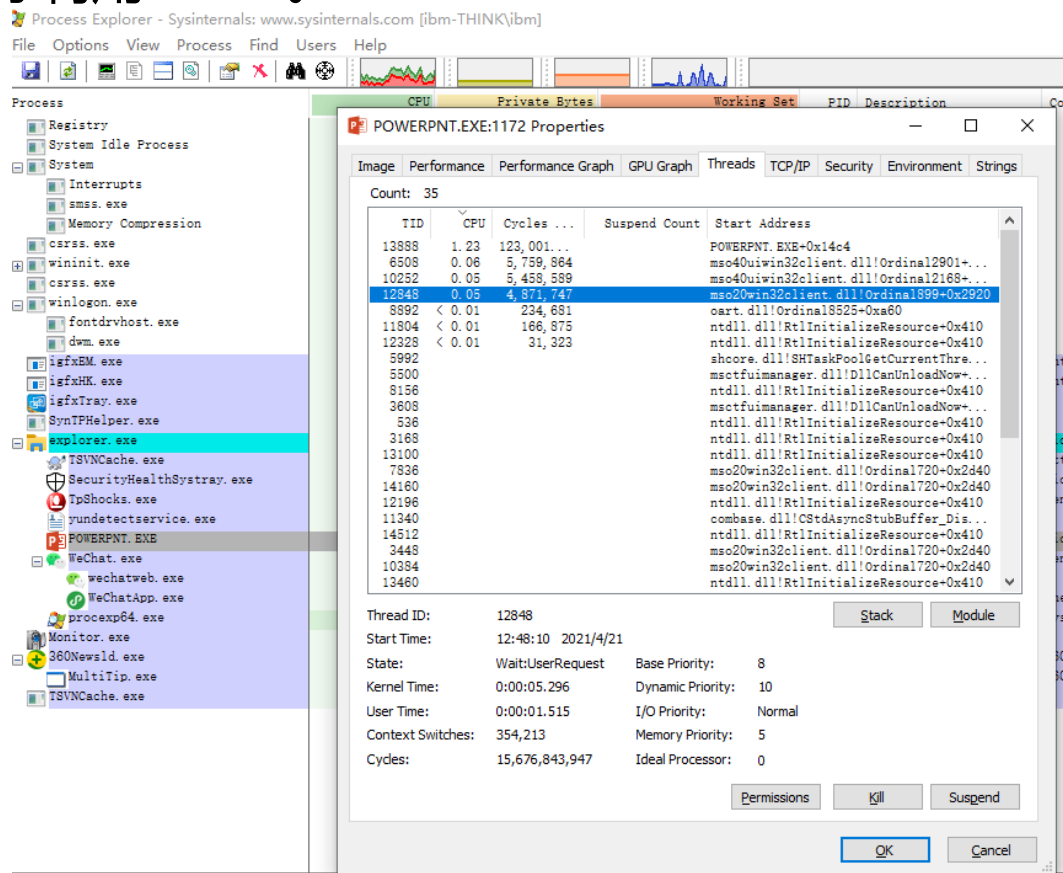 Process Explorer - Sysinternals: www.sysinternals.com [ibm-THINK\ibm]
File Options View Process Find Users Help
Process CPU Private Bytes Working Set PID Description Co
Registry
System Idle Process
System
Interrupts
smss.exe
Memory Compression
csrss.exe
wininit.exe
csrss.exe
winlogon.exe
fontdrvhost.exe
dwm.exe
igfxEM.exe
igfxHK.exe
igfxTray.exe
SynTPHelper.exe
explorer.exe
TSVNCache.exe
SecurityHealthSystray.exe
TpShocks.exe
yundetectservice.exe
POWERPNT.EXE
WeChat.exe
wechatweb.exe
WeChatApp.exe
procexp64.exe
Monitor.exe
360Newsld.exe
MultiTip.exe
TSVNCache.exe
POWERPNT.EXE:1172 Properties
Image Performance Performance Graph GPU Graph Threads TCP/IP Security Environment Strings
Count: 35
TID CPU Cycles ... Suspend Count Start Address
13888 1.23 123,001... POWERPNT.EXE+0x14c4
6508 0.06 5,759,864 mso40uiwin32client.dll!Ordinal2901+...
10252 0.05 5,458,589 mso40uiwin32client.dll!Ordinal2168+...
12848 0.05 4,871,747 mso20win32client.dll!Ordinal899+0x2920
8892 < 0.01 234,681 oart.dll!Ordinal8525+0xa60
11804 < 0.01 166,875 ntdll.dll!RtlInitializeResource+0x410
12328 < 0.01 31,323 ntdll.dll!RtlInitializeResource+0x410
5992 shcore.dll!SHTaskPoolGetCurrentThre...
5500 msctfuimanager.dll!DllCanUnloadNow+...
8156 ntdll.dll!RtlInitializeResource+0x410
3608 msctfuimanager.dll!DllCanUnloadNow+...
536 ntdll.dll!RtlInitializeResource+0x410
3168 ntdll.dll!RtlInitializeResource+0x410
13100 ntdll.dll!RtlInitializeResource+0x410
7836 mso20win32client.dll!Ordinal720+0x2d40
14160 mso20win32client.dll!Ordinal720+0x2d40
12196 ntdll.dll!RtlInitializeResource+0x410
11340 combase.dll!CStdAsyncStubBuffer_Dis...
14512 ntdll.dll!RtlInitializeResource+0x410
3448 mso20win32client.dll!Ordinal720+0x2d40
10384 mso20win32client.dll!Ordinal720+0x2d40
13460 ntdll.dll!RtlInitializeResource+0x410
Thread ID: 12848 Stack Module
Start Time: 12:48:10 2021/4/21
State: Wait:UserRequest Base Priority: 8
Kernel Time: 0:00:05.296 Dynamic Priority: 10
User Time: 0:00:01.515 I/O Priority: Normal
Context Switches: 354,213 Memory Priority: 5
Cycles: 15,676,843,947 Ideal Processor: 0
Permissions Kill Suspend
OK Cancel